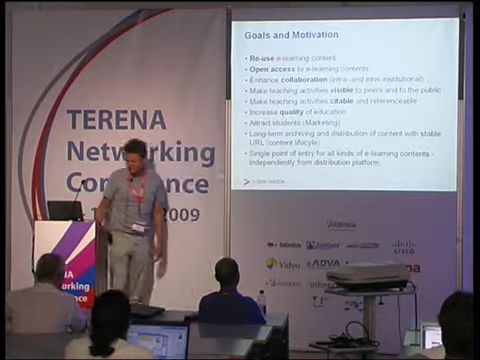 Goals and Motivation
• Re-use e-learning content
• Open access to e-learning contents
• Enhance collaboration (intra- and inter-institutional)
• Make teaching activities visible to peers and to the public
• Make teaching activities citable and referenceable
• Increase quality of education
• Attract students (Marketing)
• Long-term archiving and distribution of content with stable
URL (content lifecyle)
• Single point of entry for all kinds of e-learning contents -
independently from distribution platform
TERENA
Networking
Conference
2009
Telefonica
Juniper
CISCO
Vidyo
ADVA
Networking